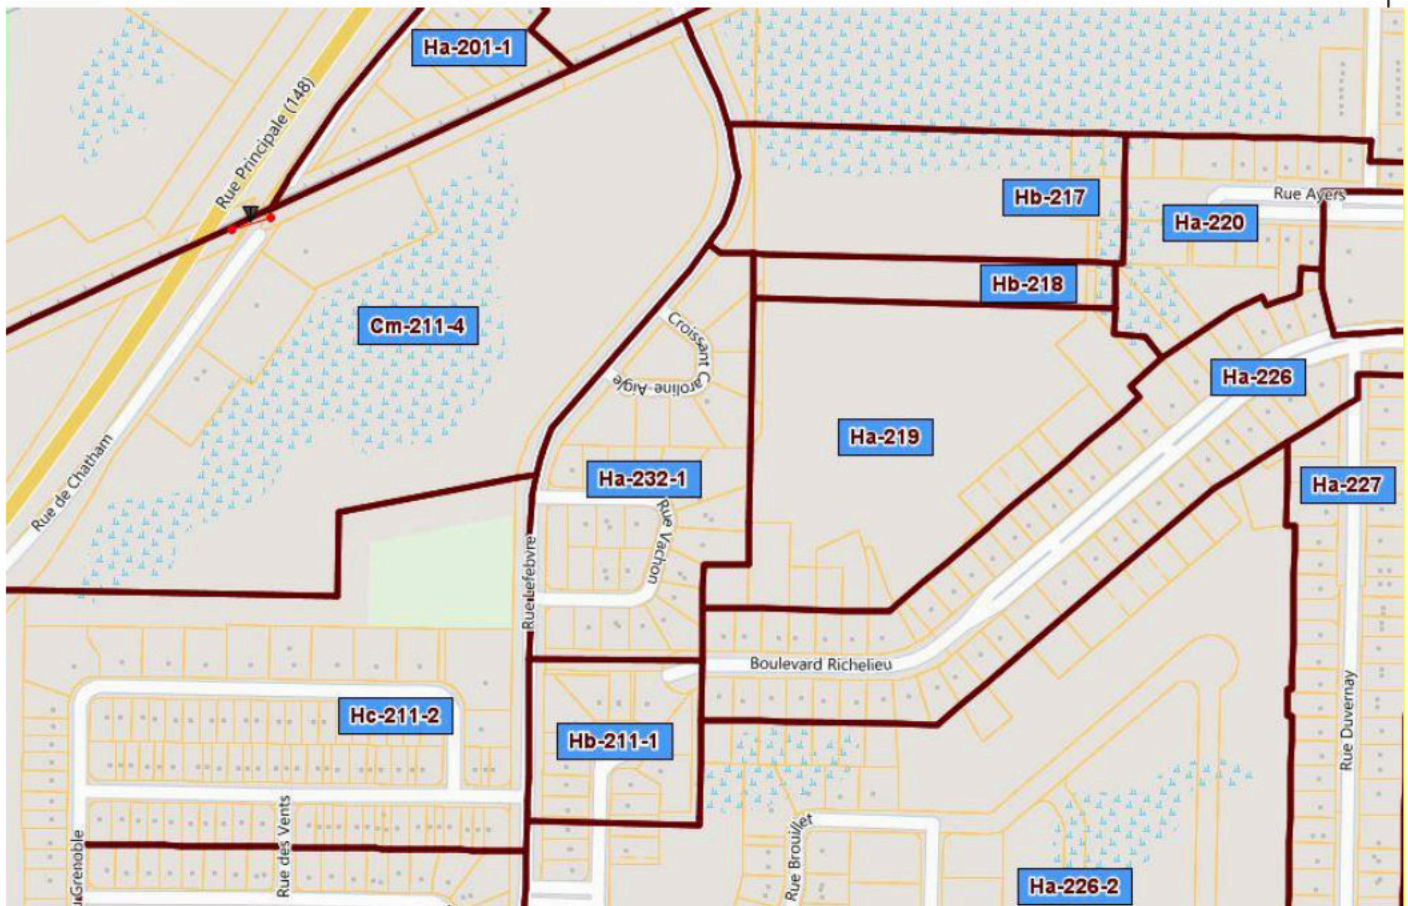 Ha-201-1
Rue Principale (148)
Hb-217
Rue Ayers
Ha-220
Hb-218
Cm-211-4
Croissant Caroline Aigle
Ha-226
Ha-219
Rue de Chatham
Ha-232-1
Ha-227
Rue Vachon
Rue Lefebvre
Boulevard Richelieu
Hc-211-2
Hb-211-1
Rue Duvernay
Rue des Vents
Rue Brouillet
Grenoble
Ha-226-2